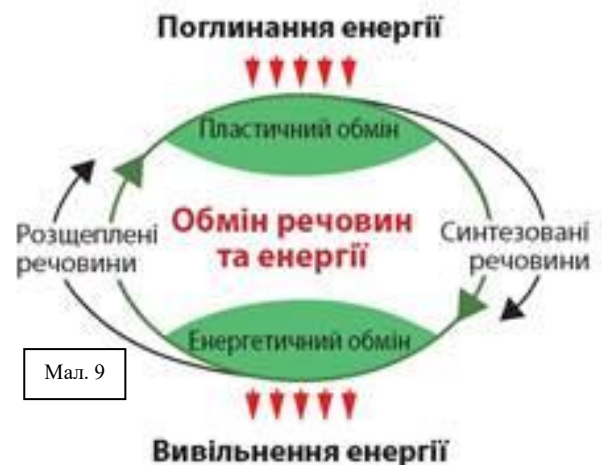 Поглинання енергії
Пластичний обмін
Розщеплені
речовини
Обмін речовин
та енергії
Синтезовані
речовини
Енергетичний обмін
Мал. 9
Вивільнення енергії